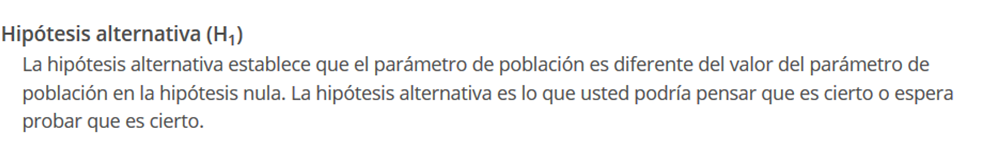 Hipótesis alternativa (H₁)
La hipótesis alternativa establece que el parámetro de población es diferente del valor del parámetro de
población en la hipótesis nula. La hipótesis alternativa es lo que usted podría pensar que es cierto o espera
probar que es cierto.